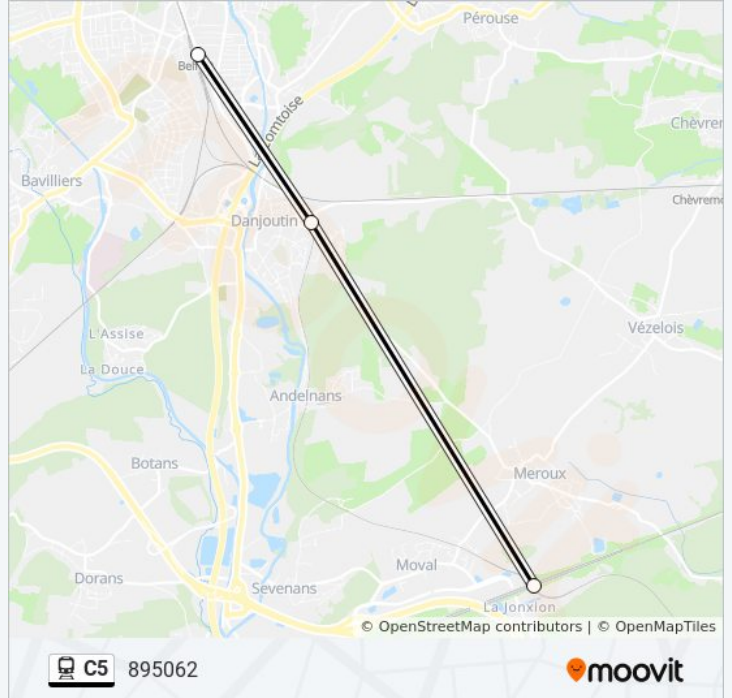 Pérouse
Belf
La Comtoise
Chèvrer
Bavilliers
Chèvrem
Danjoutin
Vézelois
L'Assise
La Douce
Andelnans
Botans
Meroux
Moval
Dorans
Sevenans
La Jonxion
© OpenStreetMap contributors | © OpenMapTiles
C5 895062
moovit